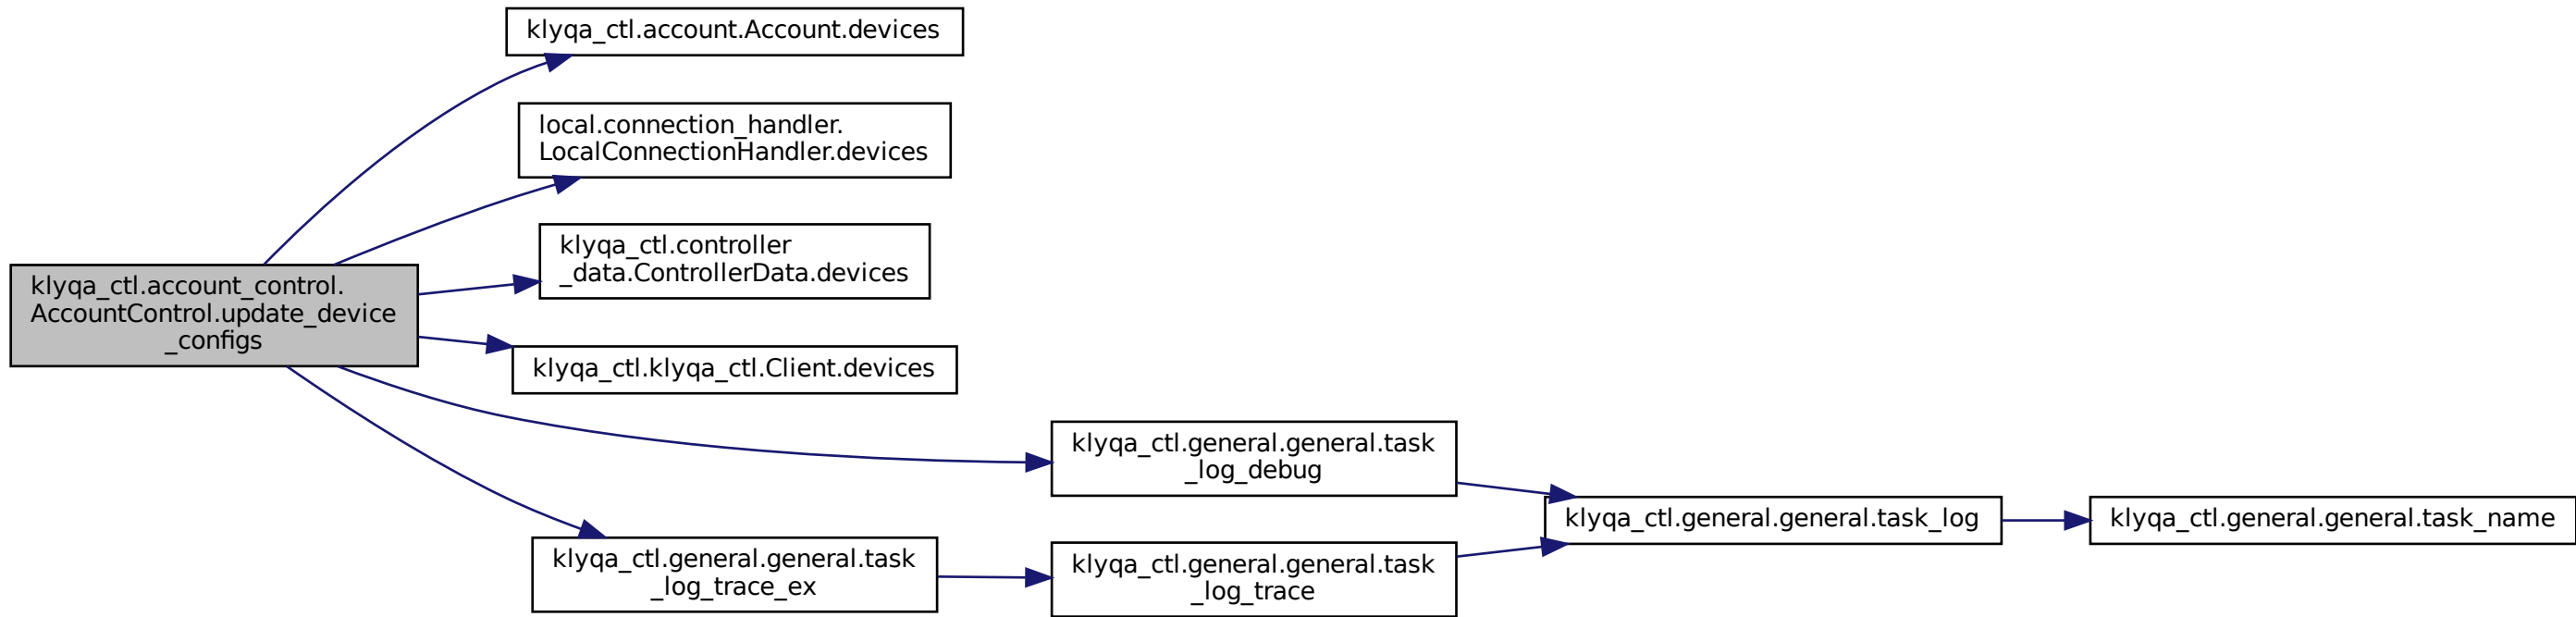 klyqa_ctl.account_control.
AccountControl.update_device
_configs
klyqa_ctl.account.Account.devices
local.connection_handler.
LocalConnectionHandler.devices
klyqa_ctl.controller
_data.ControllerData.devices
klyqa_ctl.klyqa_ctl.Client.devices
klyqa_ctl.general.general.task
_log_debug
klyqa_ctl.general.general.task
_log_trace_ex
klyqa_ctl.general.general.task
_log_trace
klyqa_ctl.general.general.task_log
klyqa_ctl.general.general.task_name